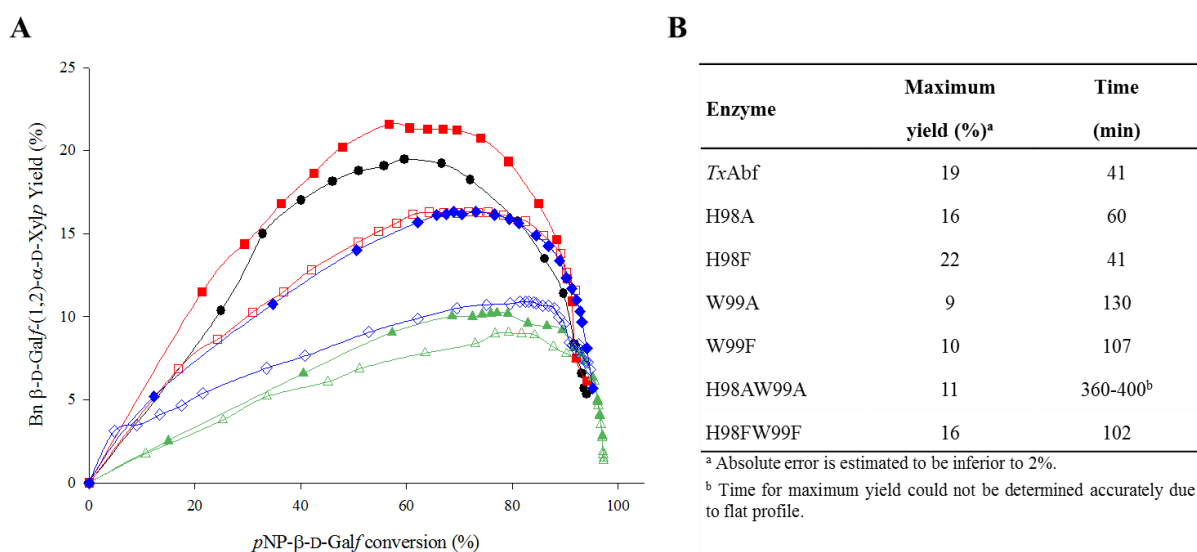 A
25
20
15
10
5
0
0
20
40
60
80
100
Bn β-D-Galf-(1,2)-α-D-Xylp Yield (%)
pNP-β-D-Galf conversion (%)
B
Enzyme Maximum yield (%)ᵃ Time (min)
TxAbf 19 41
H98A 16 60
H98F 22 41
W99A 9 130
W99F 10 107
H98AW99A 11 360-400ᵇ
H98FW99F 16 102
ᵃ Absolute error is estimated to be inferior to 2%.
ᵇ Time for maximum yield could not be determined accurately due
to flat profile.